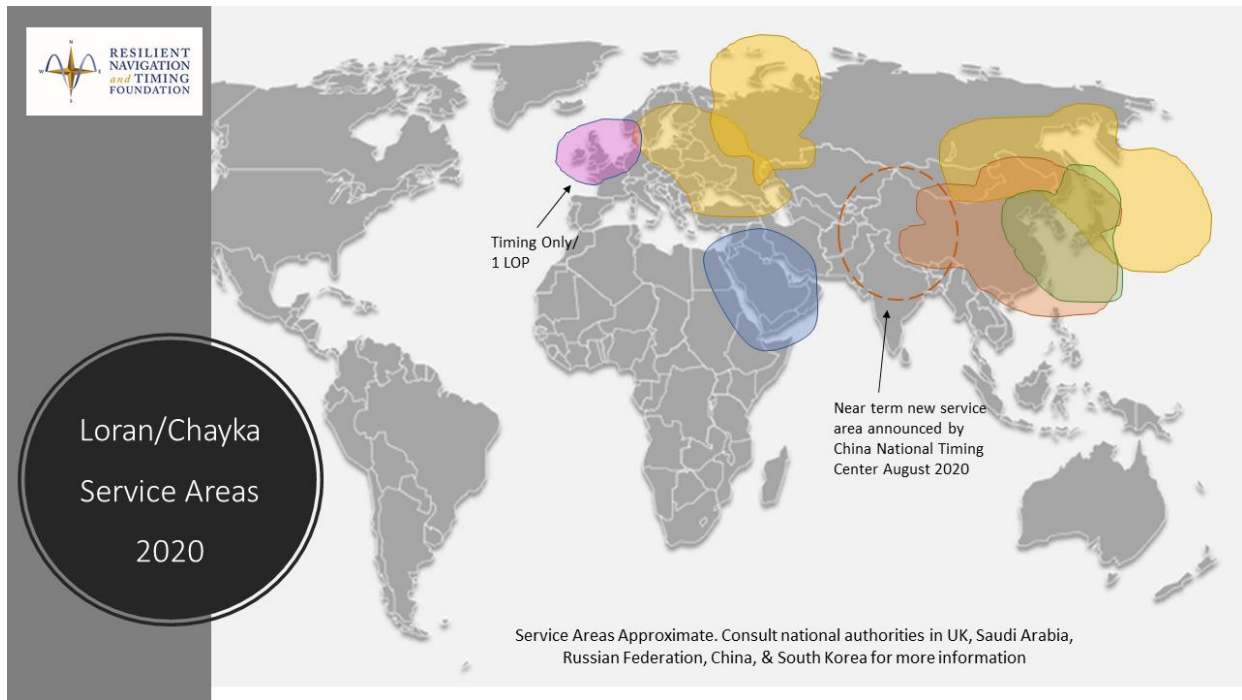 RESILIENT
NAVIGATION
and TIMING
FOUNDATION
N
W
E
S
Timing Only/
1 LOP
Near term new service
area announced by
China National Timing
Center August 2020
Loran/Chayka
Service Areas
2020
Service Areas Approximate. Consult national authorities in UK, Saudi Arabia,
Russian Federation, China, & South Korea for more information